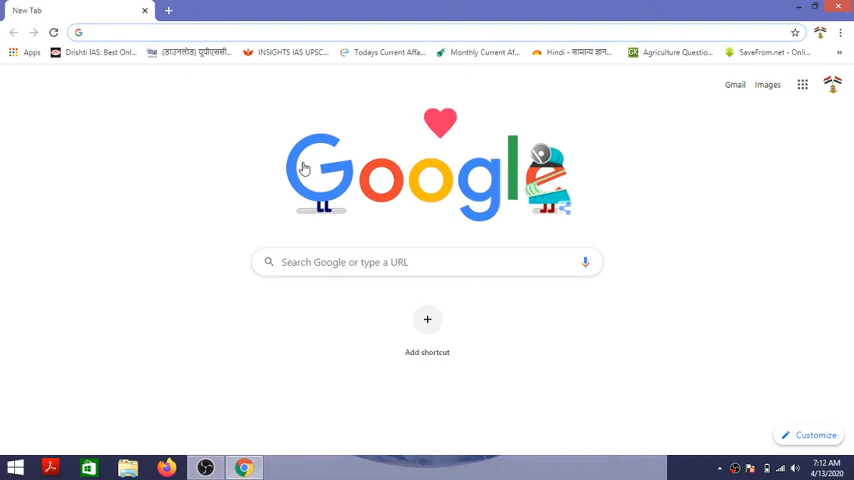 New Tab
Apps
Drishti IAS: Best Onl...
(डाउनलोड) यूपीएससी...
INSIGHTS IAS UPSC...
Todays Current Affa...
Monthly Current Af...
Hindi - सामान्य ज्ञान...
Agriculture Questio...
SaveFrom.net - Onli...
»
Gmail
Images
Google
Search Google or type a URL
Add shortcut
Customize
7:12 AM
4/13/2020